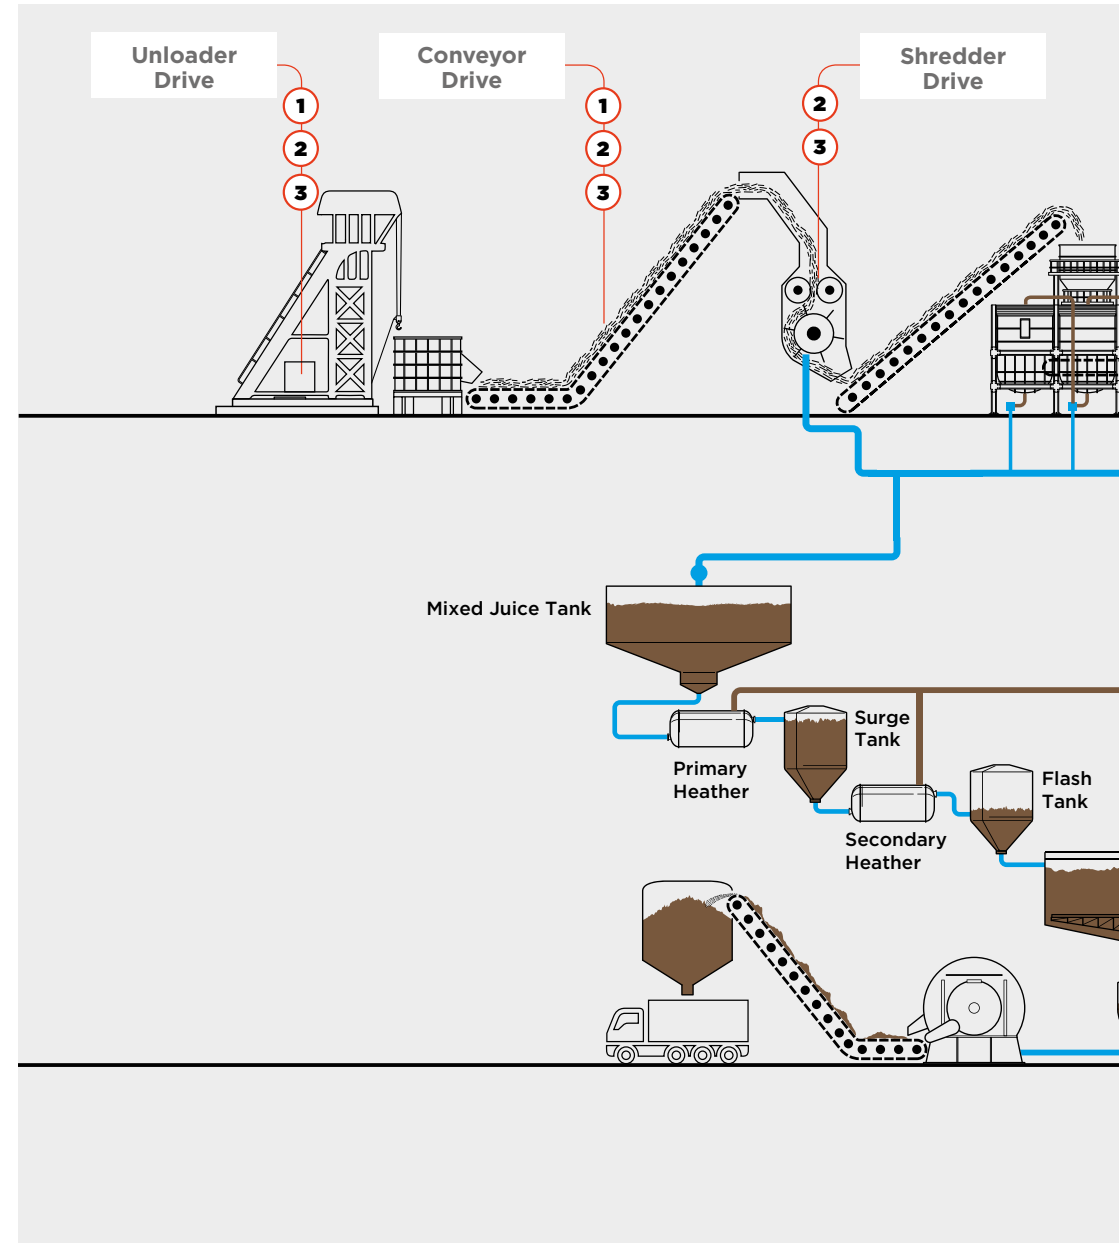 Unloader
Drive
1
2
3
Conveyor
Drive
1
2
3
Shredder
Drive
2
3
Mixed Juice Tank
Primary
Heather
Surge
Tank
Secondary
Heather
Flash
Tank